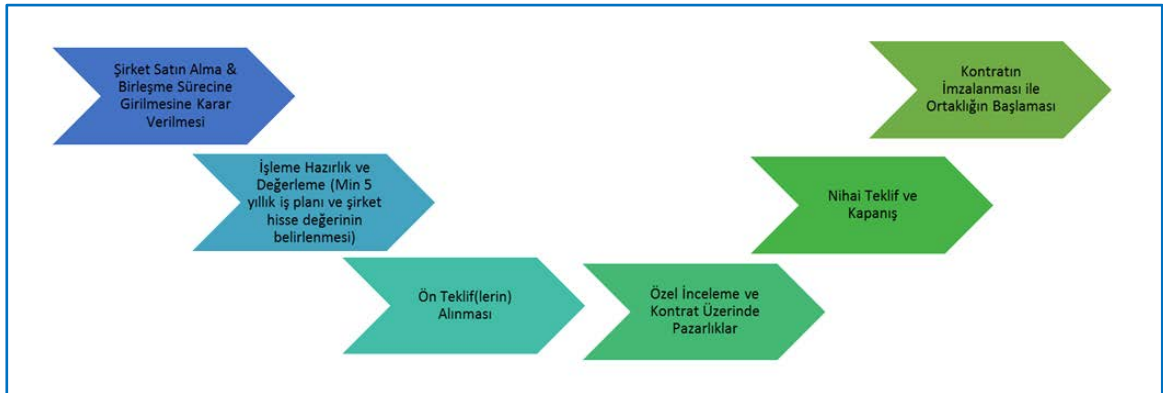 Şirket Satın Alma &
Birleşme Sürecine
Girilmesine Karar
Verilmesi
İşleme Hazırlık ve
Değerleme (Min 5
yıllık iş planı ve şirket
hisse değerinin
belirlenmesi)
Ön Teklif(lerin)
Alınması
Özel İnceleme ve
Kontrat Üzerinde
Pazarlıklar
Nihai Teklif ve
Kapanış
Kontratın
İmzalanması ile
Ortaklığın Başlaması